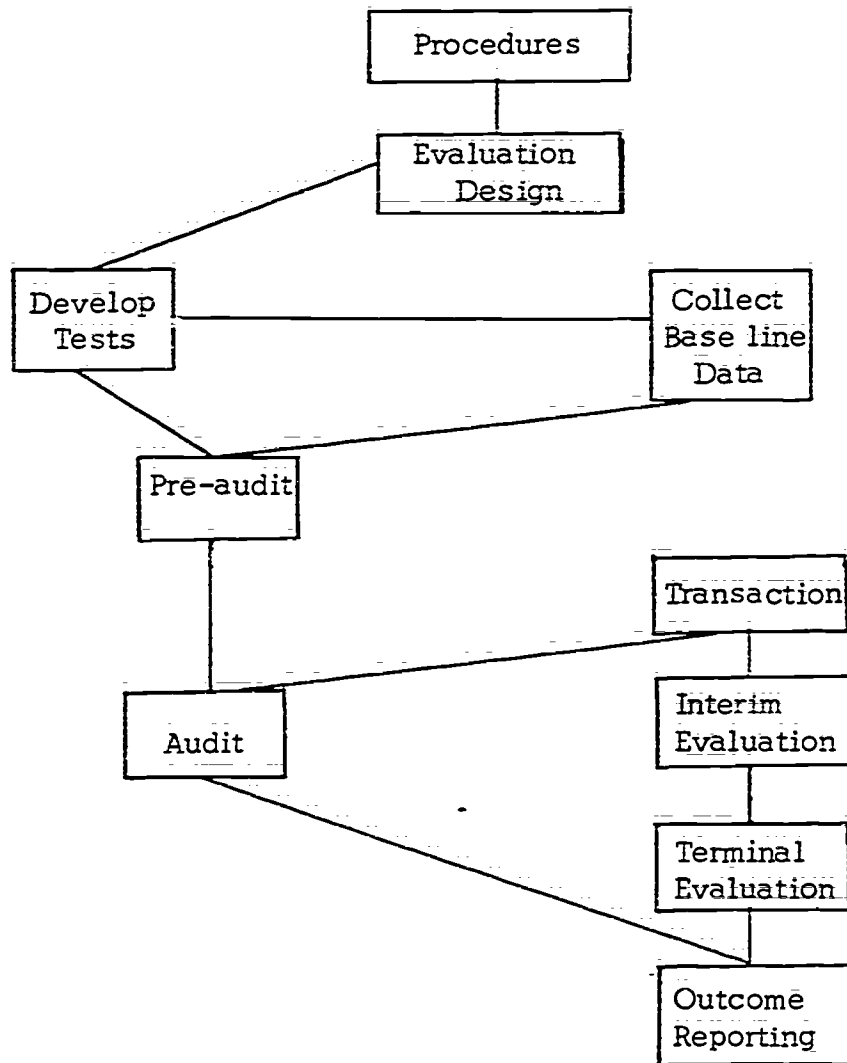 Procedures
Evaluation
Design
Develop
Tests
Collect
Base line
Data
Pre-audit
Transaction
Audit
Interim
Evaluation
Terminal
Evaluation
Outcome
Reporting